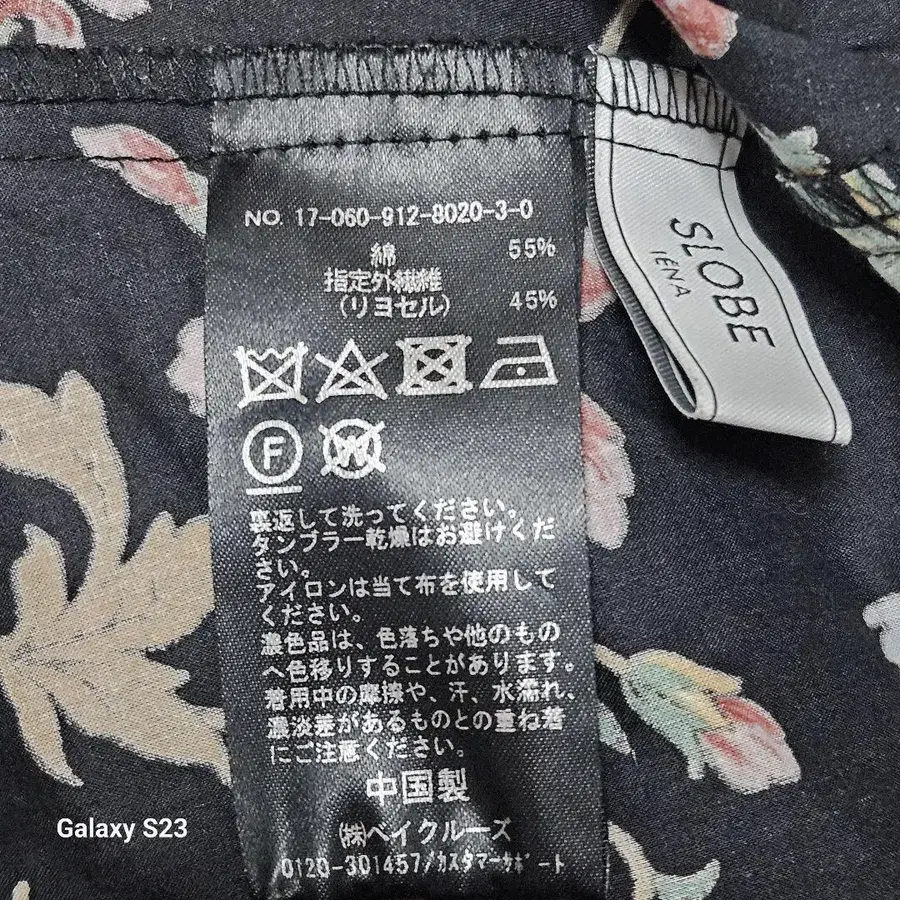 NO. 17-060-912-8020-3-0
綿 55%
指定外繊維
(リヨセル) 45%
F
W
裏返して洗ってください。
タンブラー乾燥はお避けくだ
さい。
アイロンは当て布を使用して
ください。
濃色品は、色落ちや他のもの
へ色移りすることがあります。
着用中の摩擦や、汗、水濡れ、
濃淡差があるものとの重ね着
にご注意ください。
中国製
㈱ベイクルーズ
0120-301457/カスタマーサポート
SLOBE
IÉNA
Galaxy S23